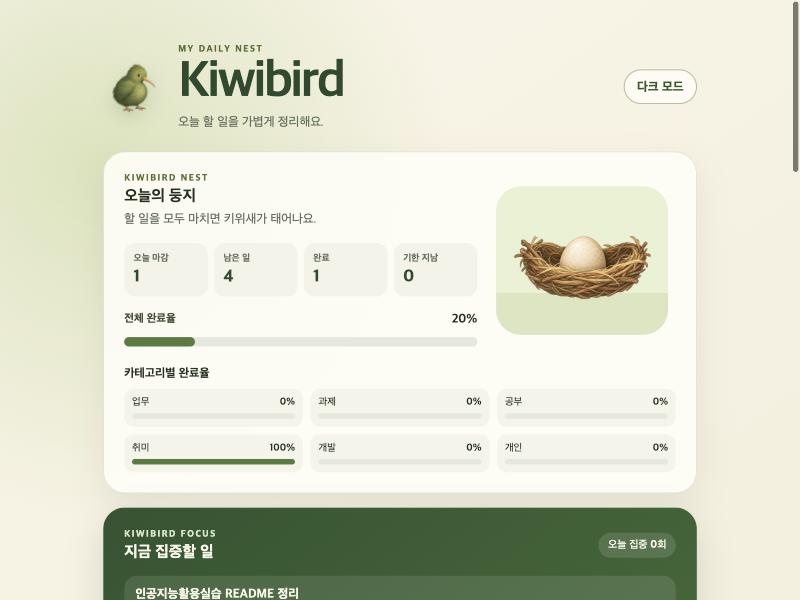 MY DAILY NEST
Kiwibird
오늘 할 일을 가볍게 정리해요.
다크 모드
KIWIBIRD NEST
오늘의 둥지
할 일을 모두 마치면 키위새가 태어나요.
오늘 마감
1
남은 일
4
완료
1
기한 지남
0
전체 완료율
20%
카테고리별 완료율
업무 0%
과제 0%
공부 0%
취미 100%
개발 0%
개인 0%
KIWIBIRD FOCUS
지금 집중할 일
오늘 집중 0회
인공지능활용실습 README 정리